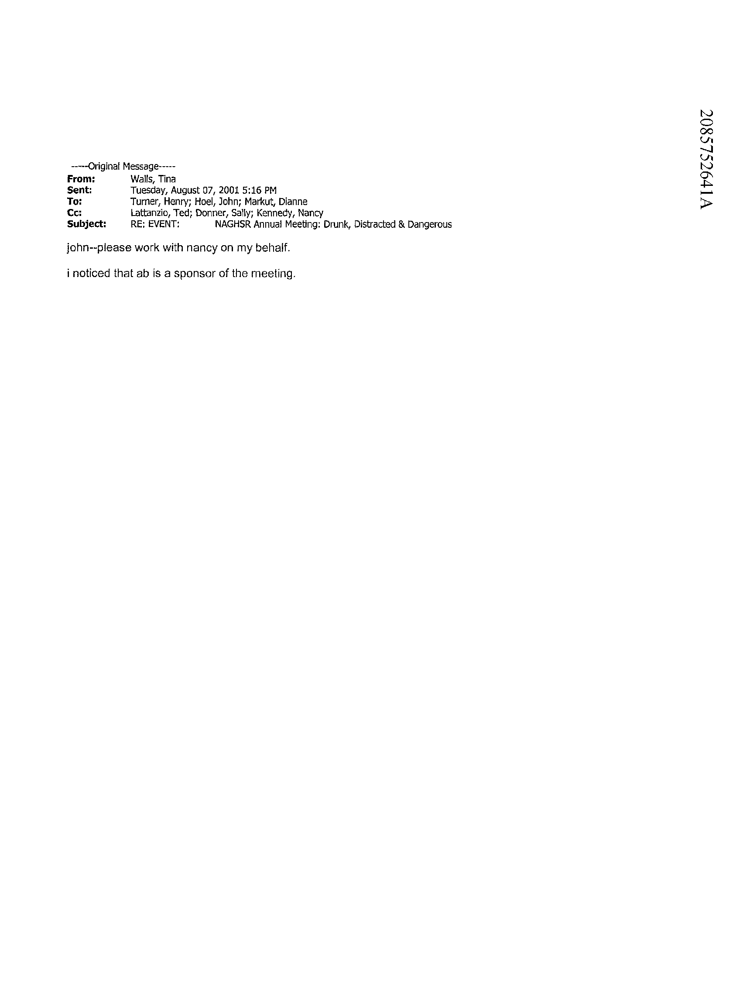 -----Original Message-----
From: Walls, Tina
Sent: Tuesday, August 07, 2001 5:16 PM
To: Turner, Henry; Hoel, John; Markut, Dianne
Cc: Lattanzio, Ted; Donner, Sally; Kennedy, Nancy
Subject: RE: EVENT: NAGHSR Annual Meeting: Drunk, Distracted & Dangerous
john--please work with nancy on my behalf.
i noticed that ab is a sponsor of the meeting.
2085752641A